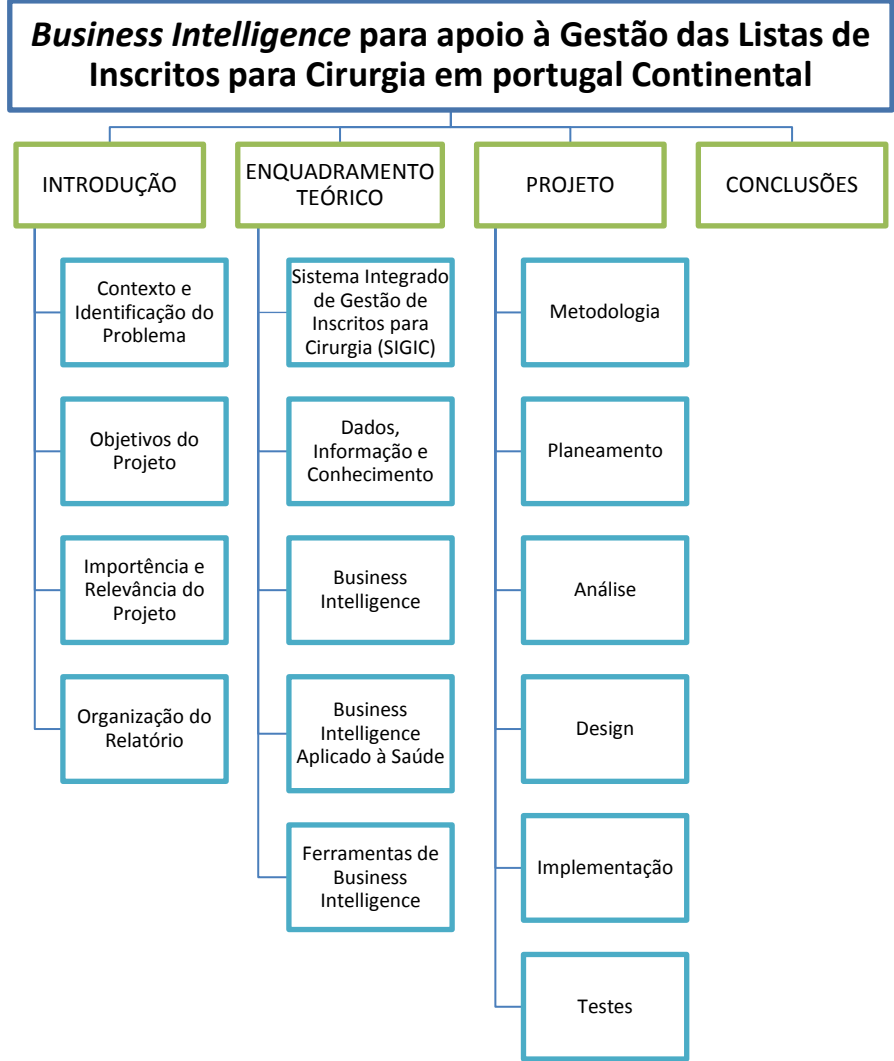 Business Intelligence para apoio à Gestão das Listas de
Inscritos para Cirurgia em portugal Continental
INTRODUÇÃO
Contexto e
Identificação do
Problema
Objetivos do
Projeto
Importência e
Relevância do
Projeto
Organização do
Relatório
ENQUADRAMENTO
TEÓRICO
Sistema Integrado
de Gestão de
Inscritos para
Cirurgia (SIGIC)
Dados,
Informação e
Conhecimento
Business
Intelligence
Business
Intelligence
Aplicado à Saúde
Ferramentas de
Business
Intelligence
PROJETO
Metodologia
Planeamento
Análise
Design
Implementação
Testes
CONCLUSÕES